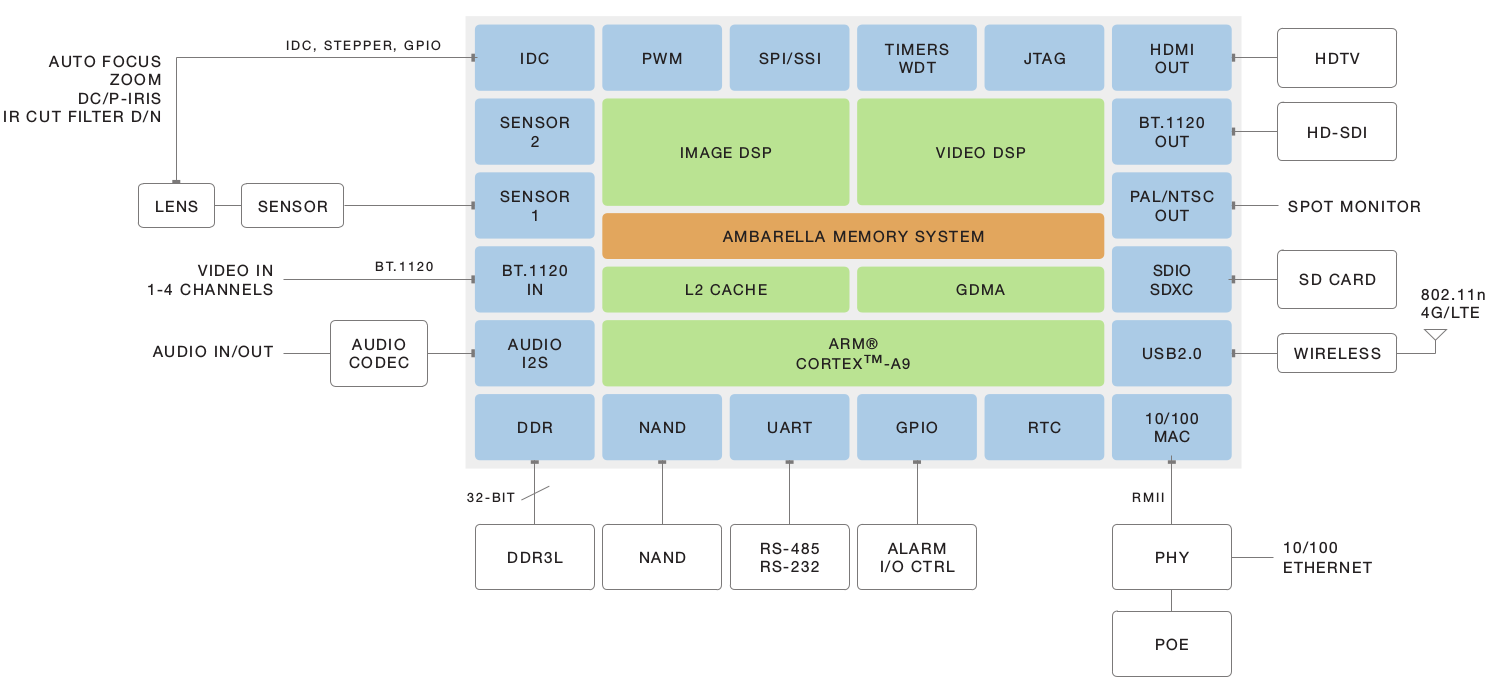 IDC, STEPPER, GPIO
AUTO FOCUS
ZOOM
DC/P-IRIS
IR CUT FILTER D/N
IDC
PWM
SPI/SSI
TIMERS
WDT
JTAG
HDMI
OUT
HDTV
SENSOR
2
IMAGE DSP
VIDEO DSP
BT.1120
OUT
HD-SDI
LENS
SENSOR
SENSOR
1
PAL/NTSC
OUT
SPOT MONITOR
AMBARELLA MEMORY SYSTEM
VIDEO IN
1-4 CHANNELS
BT.1120
BT.1120
IN
L2 CACHE
GDMA
SDIO
SDXC
SD CARD
802.11n
4G/LTE
AUDIO IN/OUT
AUDIO
CODEC
AUDIO
I2S
ARM®
CORTEX™-A9
USB2.0
WIRELESS
DDR
NAND
UART
GPIO
RTC
10/100
MAC
32-BIT
RMII
DDR3L
NAND
RS-485
RS-232
ALARM
I/O CTRL
PHY
10/100
ETHERNET
POE